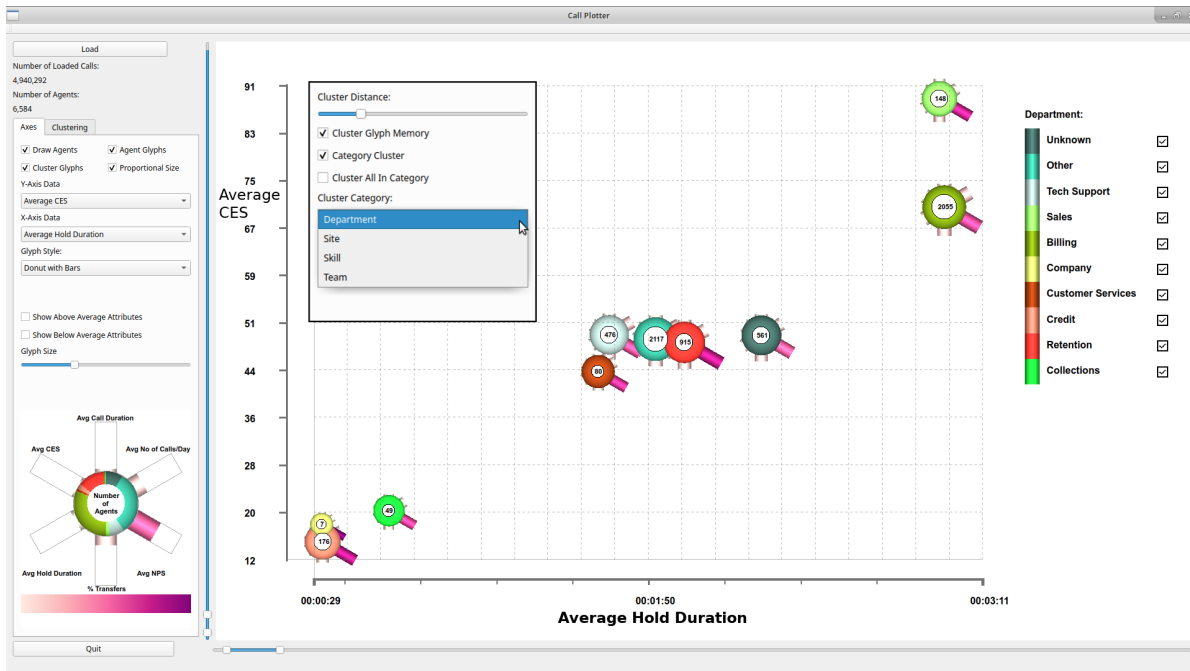 Call Plotter
Load
Number of Loaded Calls:
4,940,292
Number of Agents:
6,584
Axes
Clustering
Draw Agents
Agent Glyphs
Cluster Glyphs
Proportional Size
Y-Axis Data
Average CES
X-Axis Data
Average Hold Duration
Glyph Style:
Donut with Bars
Show Above Average Attributes
Show Below Average Attributes
Glyph Size
Avg Call Duration
Avg CES
Avg No of Calls/Day
Number
of
Agents
Avg Hold Duration
Avg NPS
% Transfers
Quit
Average
CES
91
83
75
67
59
51
44
36
28
20
12
Cluster Distance:
Cluster Glyph Memory
Category Cluster
Cluster All In Category
Cluster Category:
Department
Site
Skill
Team
148
2055
476
2117
915
561
80
49
7
176
00:00:29
00:01:50
00:03:11
Average Hold Duration
Department:
Unknown
Other
Tech Support
Sales
Billing
Company
Customer Services
Credit
Retention
Collections